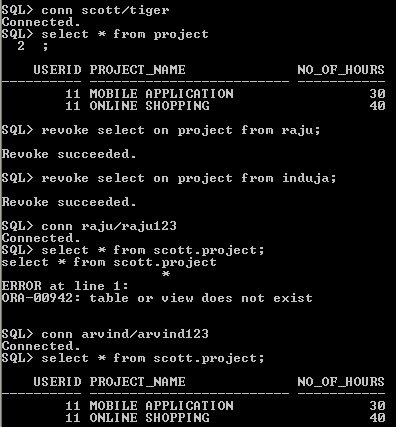 SQL> conn scott/tiger
Connected.
SQL> select * from project
  2  ;

    USERID PROJECT_NAME                   NO_OF_HOURS
---------- ------------------------------ -----------
        11 MOBILE APPLICATION                      30
        11 ONLINE SHOPPING                         40

SQL> revoke select on project from raju;

Revoke succeeded.

SQL> revoke select on project from induja;

Revoke succeeded.

SQL> conn raju/raju123
Connected.
SQL> select * from scott.project;
select * from scott.project
                    *
ERROR at line 1:
ORA-00942: table or view does not exist


SQL> conn arvind/arvind123
Connected.
SQL> select * from scott.project;

    USERID PROJECT_NAME                   NO_OF_HOURS
---------- ------------------------------ -----------
        11 MOBILE APPLICATION                      30
        11 ONLINE SHOPPING                         40